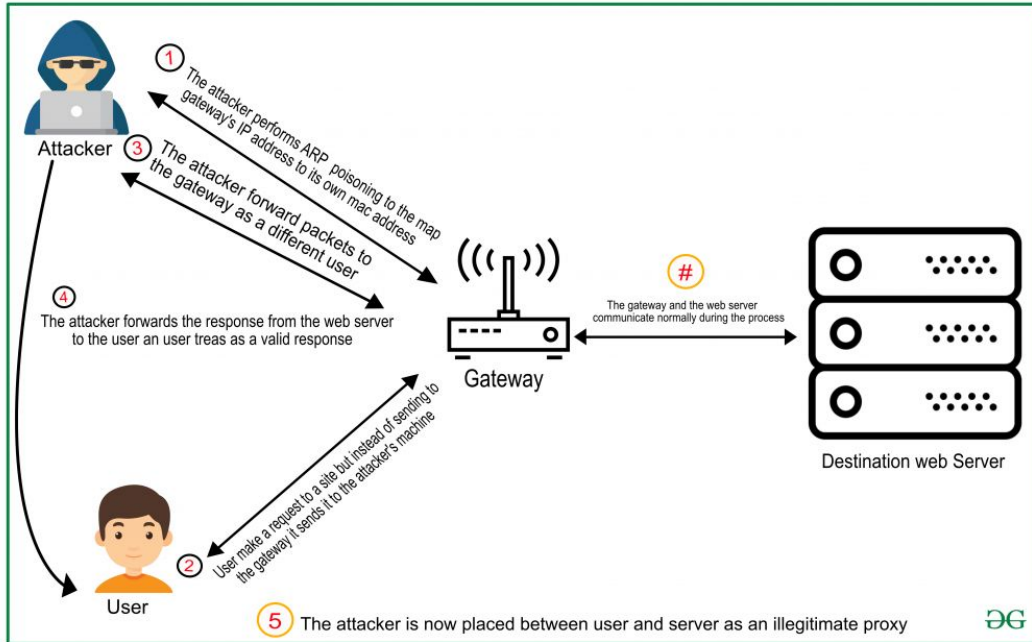 1
The attacker performs ARP poisoning to the map
gateway's IP address to its own mac address
Attacker
3
The attacker forward packets to
the gateway as a different user
4
The attacker forwards the response from the web server
to the user an user treas as a valid response
#
The gateway and the web server
communicate normally during the process
Gateway
Destination web Server
2
User make a request to a site but instead of sending to
the gateway it sends it to the attacker's machine
User
5 The attacker is now placed between user and server as an illegitimate proxy
GG